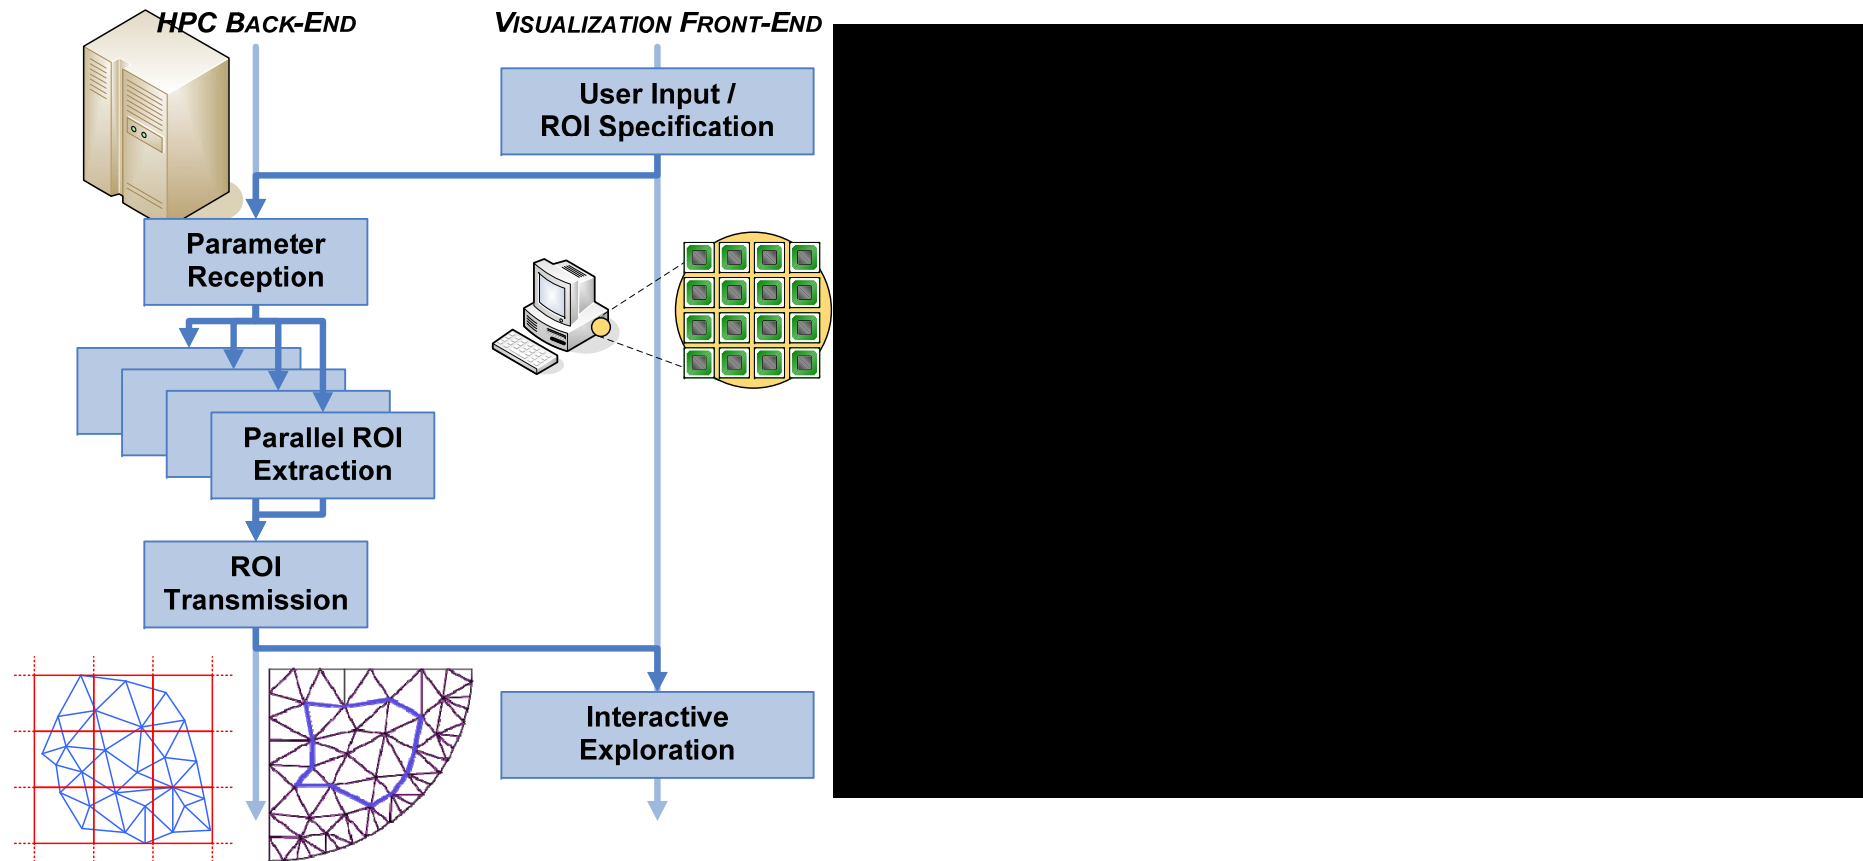 HPC BACK-END
VISUALIZATION FRONT-END
User Input /
ROI Specification
Parameter
Reception
Parallel ROI
Extraction
ROI
Transmission
Interactive
Exploration